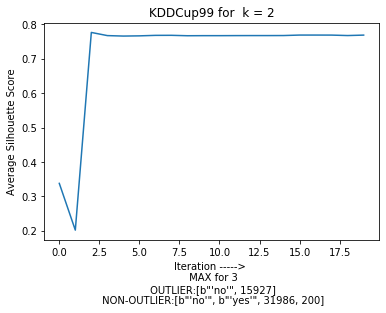 KDDCup99 for  k = 2
0.8
0.7
0.6
0.5
0.4
0.3
0.2
Average Silhouette Score
0.0
2.5
5.0
7.5
10.0
12.5
15.0
17.5
Iteration ----->
MAX for 3
OUTLIER:[b"'no'", 15927]
NON-OUTLIER:[b"'no'", b"'yes'", 31986, 200]